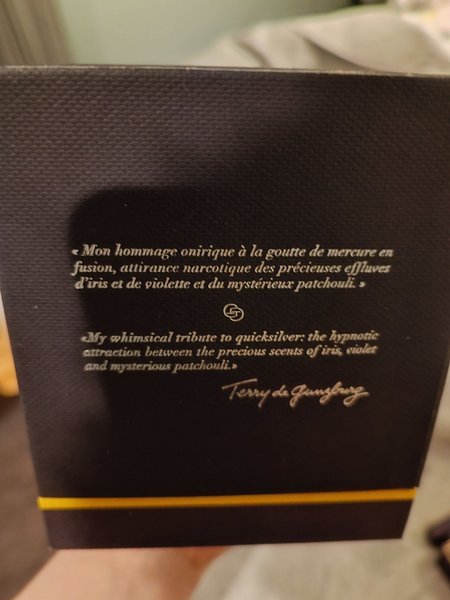 « Mon hommage onirique à la goutte de mercure en
fusion, attirance narcotique des précieuses effluves
d'iris et de violette et du mystérieux patchouli. »
«My whimsical tribute to quicksilver: the hypnotic
attraction between the precious scents of iris, violet
and mysterious patchouli.»
Terry de Gunzburg